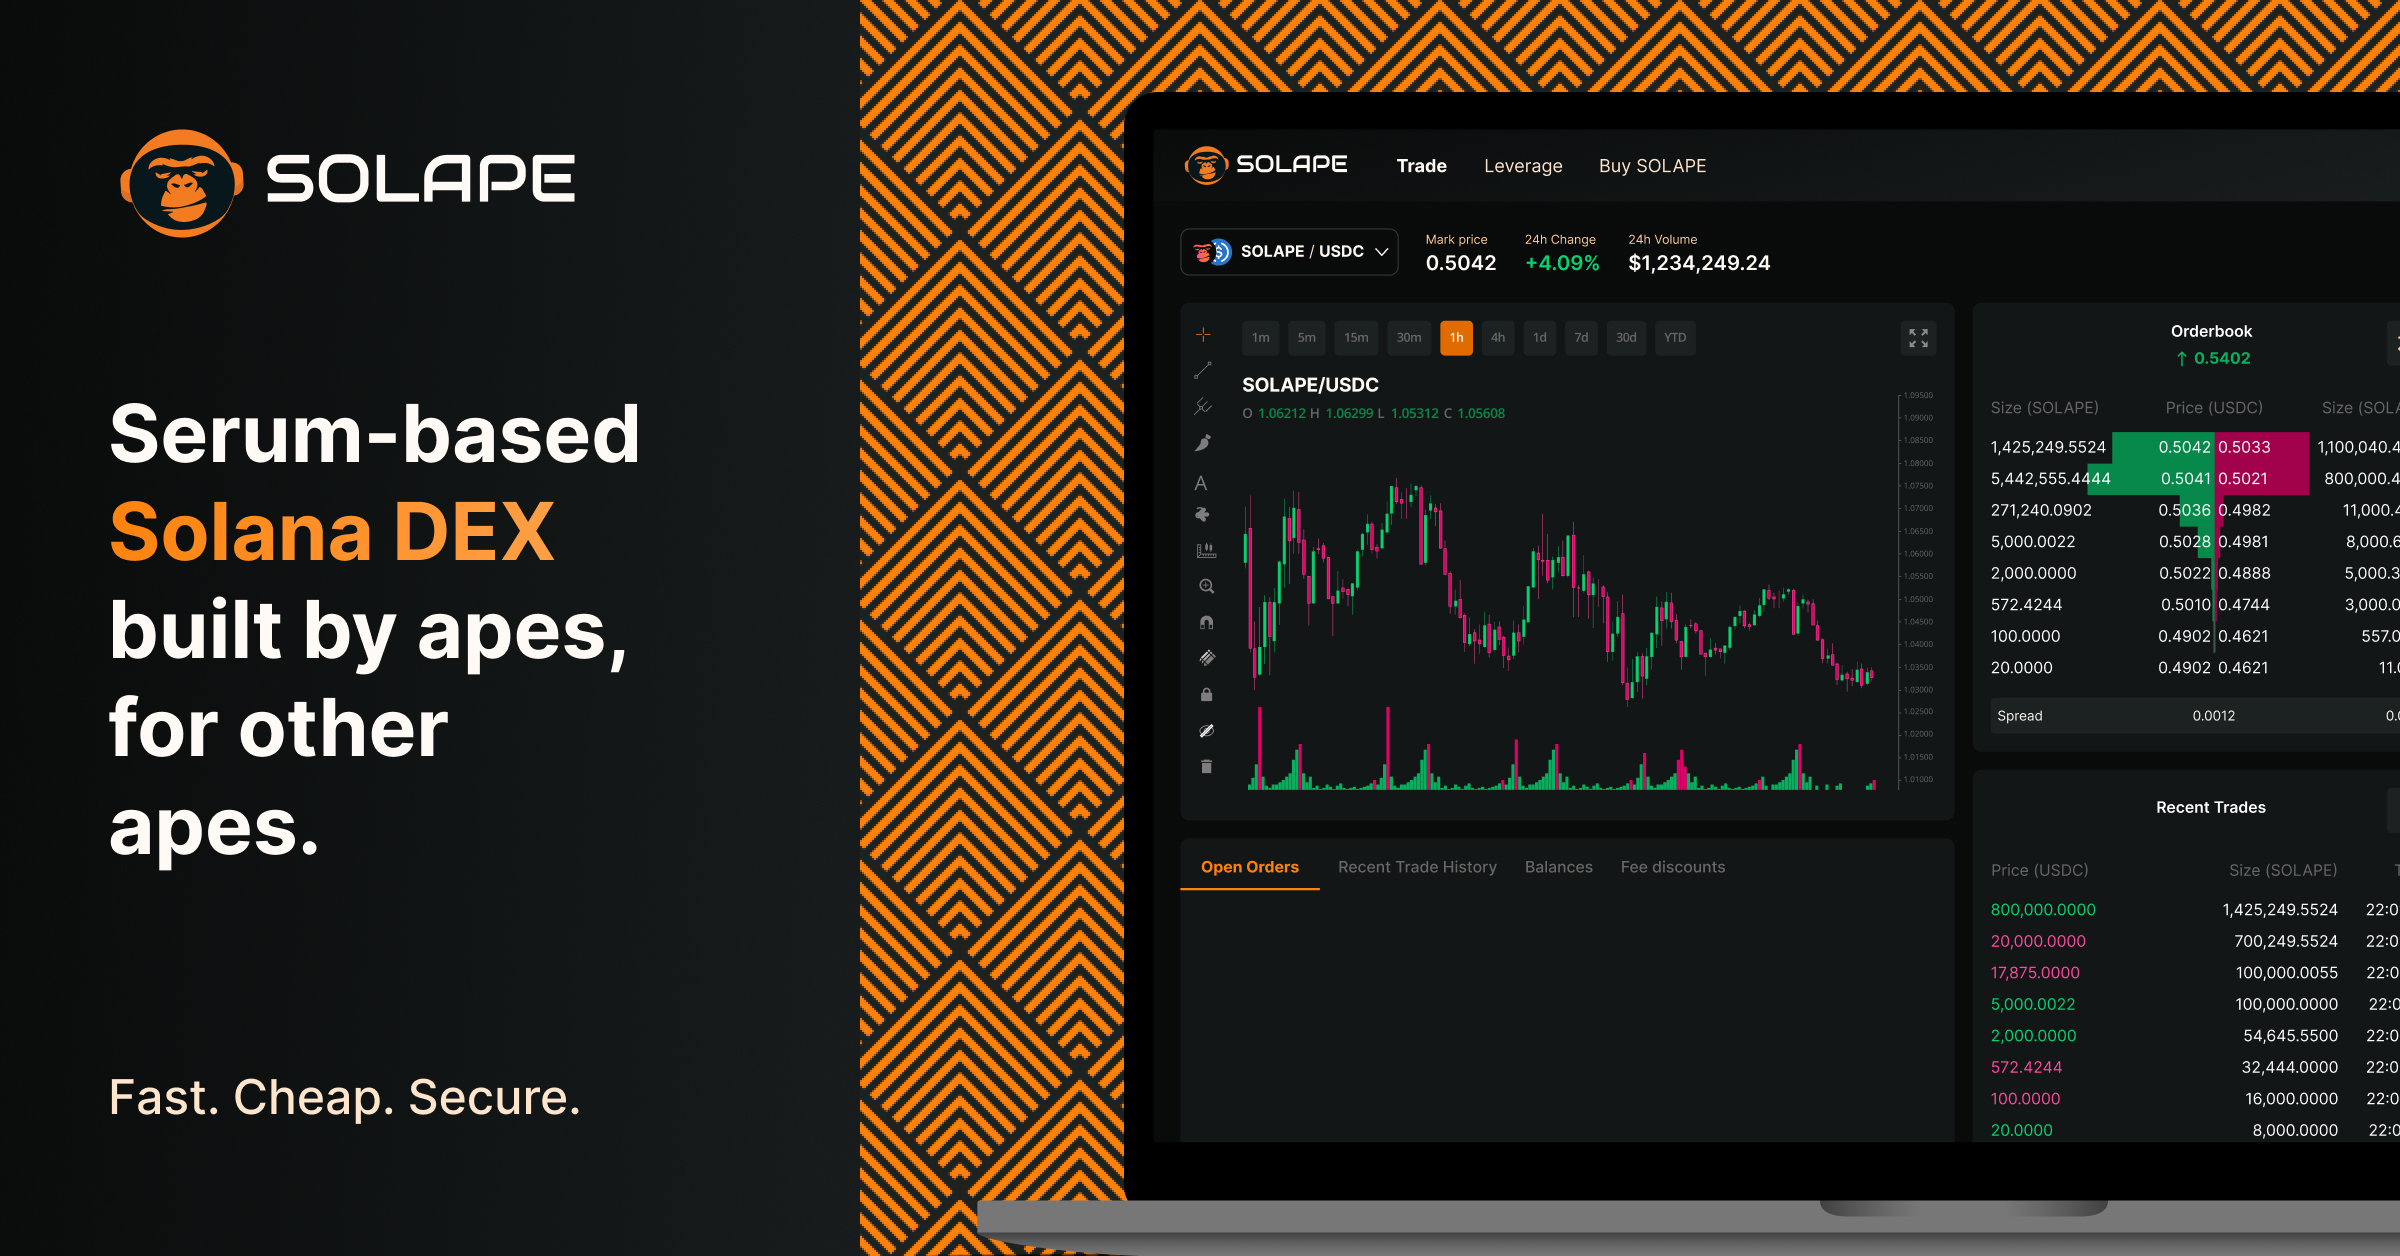 SOLAPE
Serum-based
Solana DEX
built by apes,
for other
apes.
Fast. Cheap. Secure.
SOLAPE Trade Leverage Buy SOLAPE
SOLAPE / USDC
Mark price 24h Change 24h Volume
0.5042 +4.09% $1,234,249.24
1m 5m 15m 30m 1h 4h 1d 7d 30d YTD
SOLAPE/USDC
O 1.06212 H 1.06299 L 1.05312 C 1.05608
1.09500
1.09000
1.08500
1.08000
1.07500
1.07000
1.06500
1.06000
1.05500
1.05000
1.04500
1.04000
1.03500
1.03000
1.02500
1.02000
1.01500
1.01000
Open Orders Recent Trade History Balances Fee discounts
Orderbook
↑ 0.5402
Size (SOLAPE) Price (USDC) Size (SOLA
1,425,249.5524 0.5042 0.5033 1,100,040.4
5,442,555.4444 0.5041 0.5021 800,000.4
271,240.0902 0.5036 0.4982 11,000.4
5,000.0022 0.5028 0.4981 8,000.6
2,000.0000 0.5022 0.4888 5,000.3
572.4244 0.5010 0.4744 3,000.0
100.0000 0.4902 0.4621 557.0
20.0000 0.4902 0.4621 11.0
Spread 0.0012 0.0
Recent Trades
Price (USDC) Size (SOLAPE) T
800,000.0000 1,425,249.5524 22:0
20,000.0000 700,249.5524 22:0
17,875.0000 100,000.0055 22:0
5,000.0022 100,000.0000 22:0
2,000.0000 54,645.5500 22:0
572.4244 32,444.0000 22:0
100.0000 16,000.0000 22:0
20.0000 8,000.0000 22:0